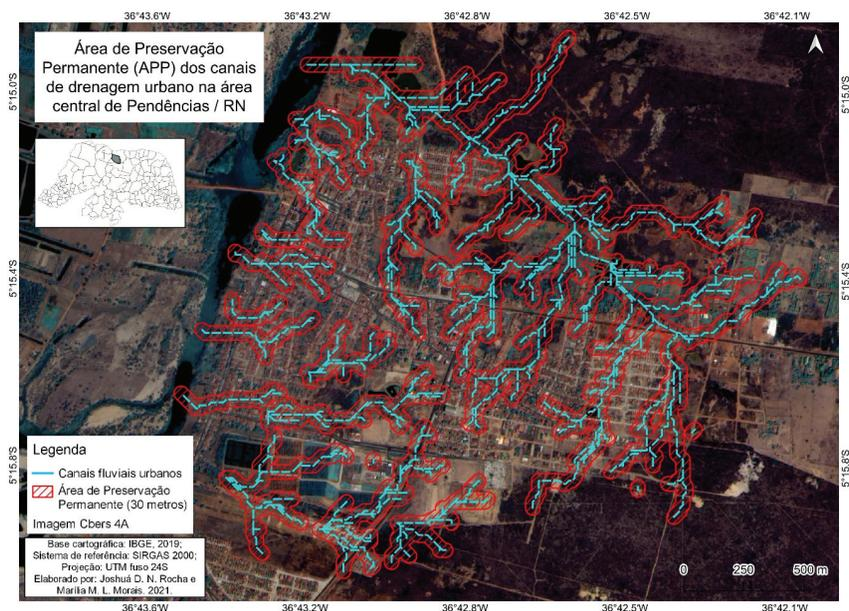 36°43.6'W 36°43.2'W 36°42.8'W 36°42.5'W 36°42.1'W
Área de Preservação
Permanente (APP) dos canais
de drenagem urbano na área
central de Pendências / RN
5°15.0'S 5°15.0'S
5°15.4'S 5°15.4'S
5°15.8'S 5°15.8'S
Legenda
Canais fluviais urbanos
Área de Preservação
Permanente (30 metros)
Imagem Cbers 4A
Base cartográfica: IBGE, 2019;
Sistema de referência: SIRGAS 2000;
Projeção: UTM fuso 24S
Elaborado por: Joshuá D. N. Rocha e
Marília M. L. Morais. 2021.
0 250 500 m
36°43.6'W 36°43.2'W 36°42.8'W 36°42.5'W 36°42.1'W